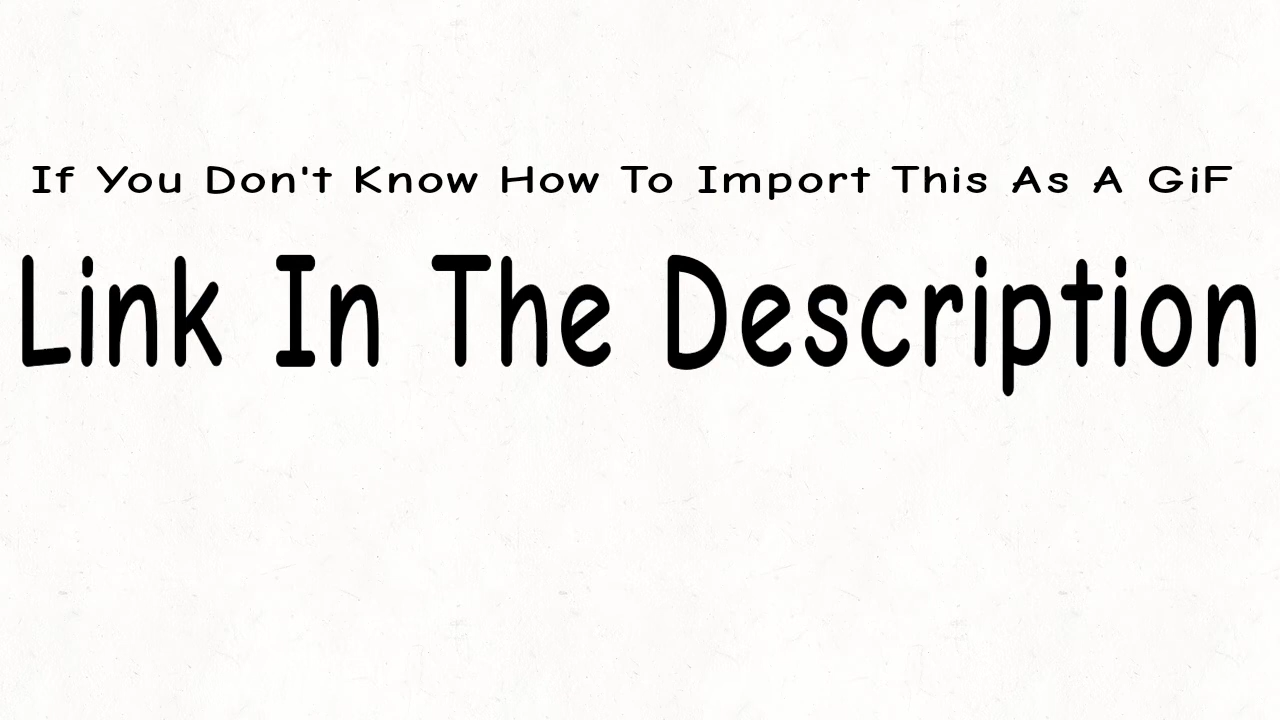 If You Don't Know How To Import This As A GiF
Link In The Description